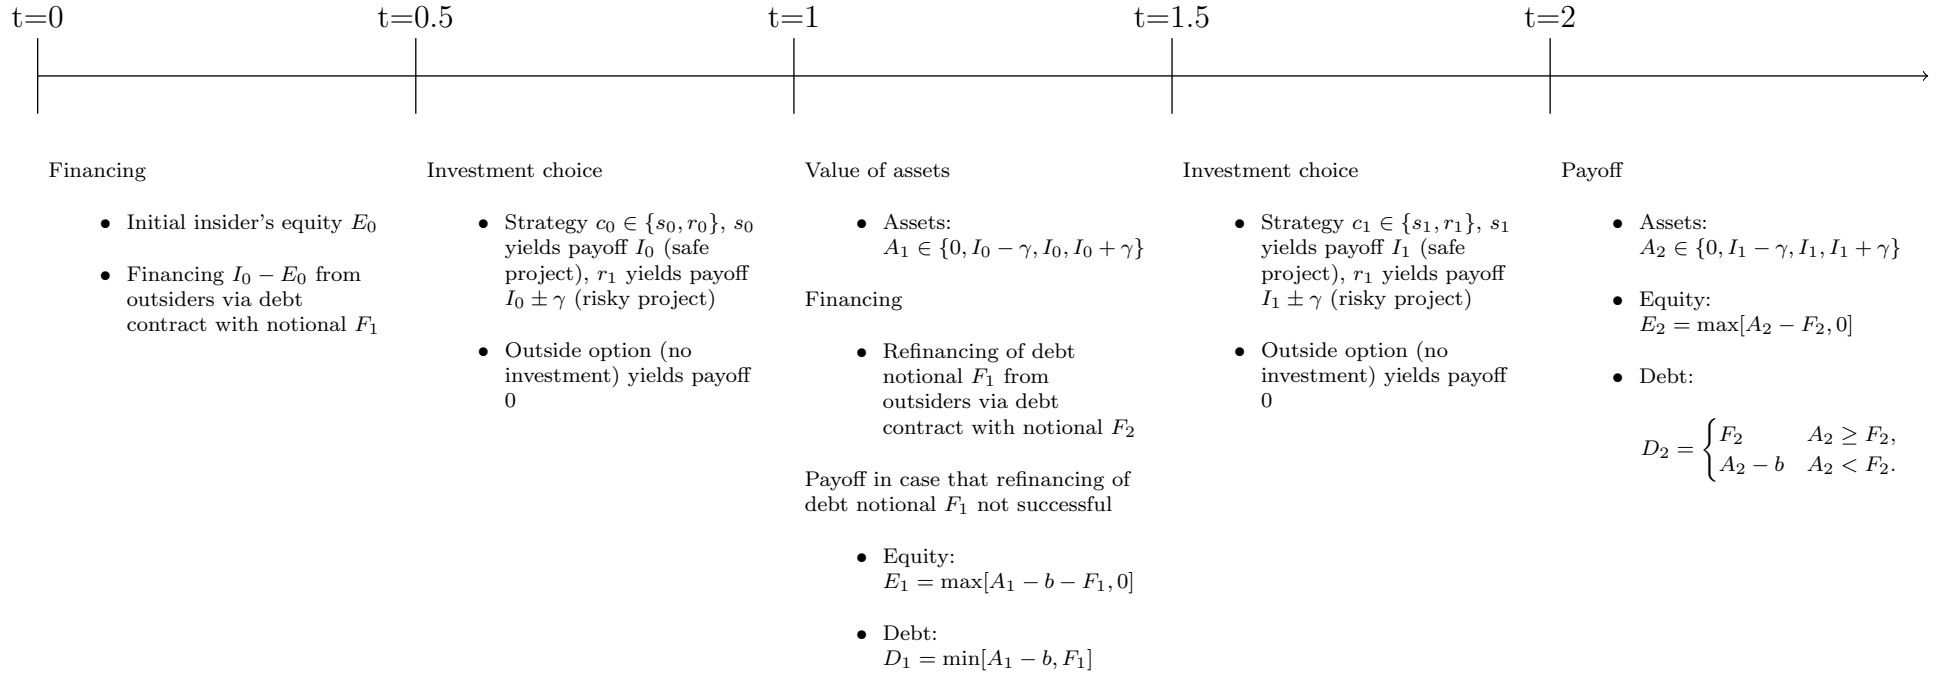 t=0
t=0.5
t=1
t=1.5
t=2
Financing
• Initial insider's equity E₀
• Financing I₀ − E₀ from
outsiders via debt
contract with notional F₁
Investment choice
• Strategy c₀ ∈ {s₀, r₀}, s₀
yields payoff I₀ (safe
project), r₁ yields payoff
I₀ ± γ (risky project)
• Outside option (no
investment) yields payoff
0
Value of assets
• Assets:
A₁ ∈ {0, I₀ − γ, I₀, I₀ + γ}
Financing
• Refinancing of debt
notional F₁ from
outsiders via debt
contract with notional F₂
Payoff in case that refinancing of
debt notional F₁ not successful
• Equity:
E₁ = max[A₁ − b − F₁, 0]
• Debt:
D₁ = min[A₁ − b, F₁]
Investment choice
• Strategy c₁ ∈ {s₁, r₁}, s₁
yields payoff I₁ (safe
project), r₁ yields payoff
I₁ ± γ (risky project)
• Outside option (no
investment) yields payoff
0
Payoff
• Assets:
A₂ ∈ {0, I₁ − γ, I₁, I₁ + γ}
• Equity:
E₂ = max[A₂ − F₂, 0]
• Debt:
D₂ = { F₂ A₂ ≥ F₂,
A₂ − b A₂ < F₂.